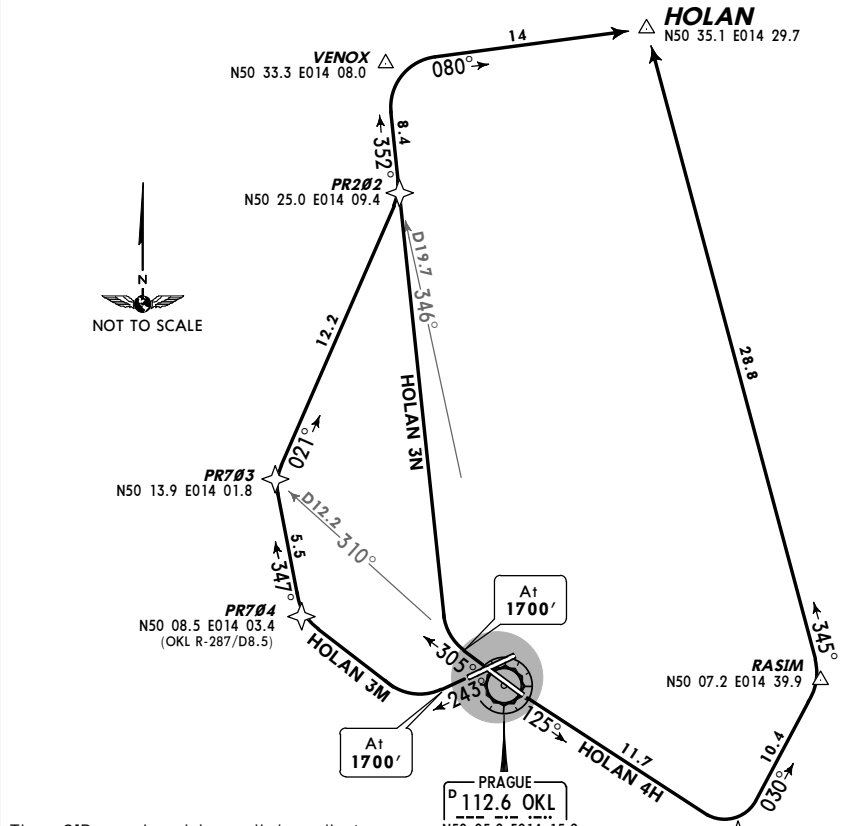 HOLAN
N50 35.1 E014 29.7
14
VENOX
N50 33.3 E014 08.0
080°
8.4
352°
PR2Ø2
N50 25.0 E014 09.4
D19.7
346°
N
NOT TO SCALE
12.2
28.8
HOLAN 3N
021°
PR7Ø3
N50 13.9 E014 01.8
D12.2
310°
5.5
347°
At
1700'
PR7Ø4
N50 08.5 E014 03.4
(OKL R-287/D8.5)
345°
HOLAN 3M
305°
RASIM
N50 07.2 E014 39.9
243°
125°
At
1700'
HOLAN 4H
11.7
10.4
030°
PRAGUE
D 112.6 OKL